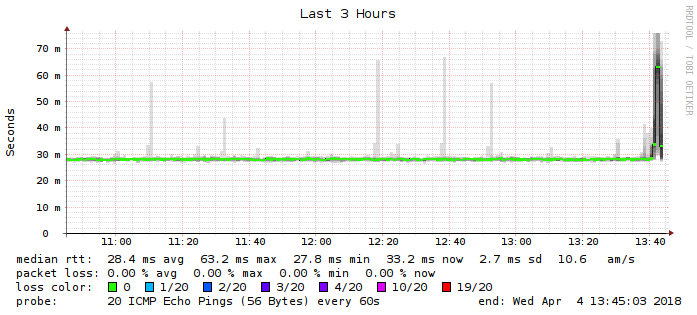 Last 3 Hours
RRDTOOL / TOBI OETIKER
Seconds
70 m
60 m
50 m
40 m
30 m
20 m
10 m
0
11:00 11:20 11:40 12:00 12:20 12:40 13:00 13:20 13:40
median rtt: 28.4 ms avg 63.2 ms max 27.8 ms min 33.2 ms now 2.7 ms sd 10.6 am/s
packet loss: 0.00 % avg 0.00 % max 0.00 % min 0.00 % now
loss color: 0 1/20 2/20 3/20 4/20 10/20 19/20
probe: 20 ICMP Echo Pings (56 Bytes) every 60s end: Wed Apr 4 13:45:03 2018